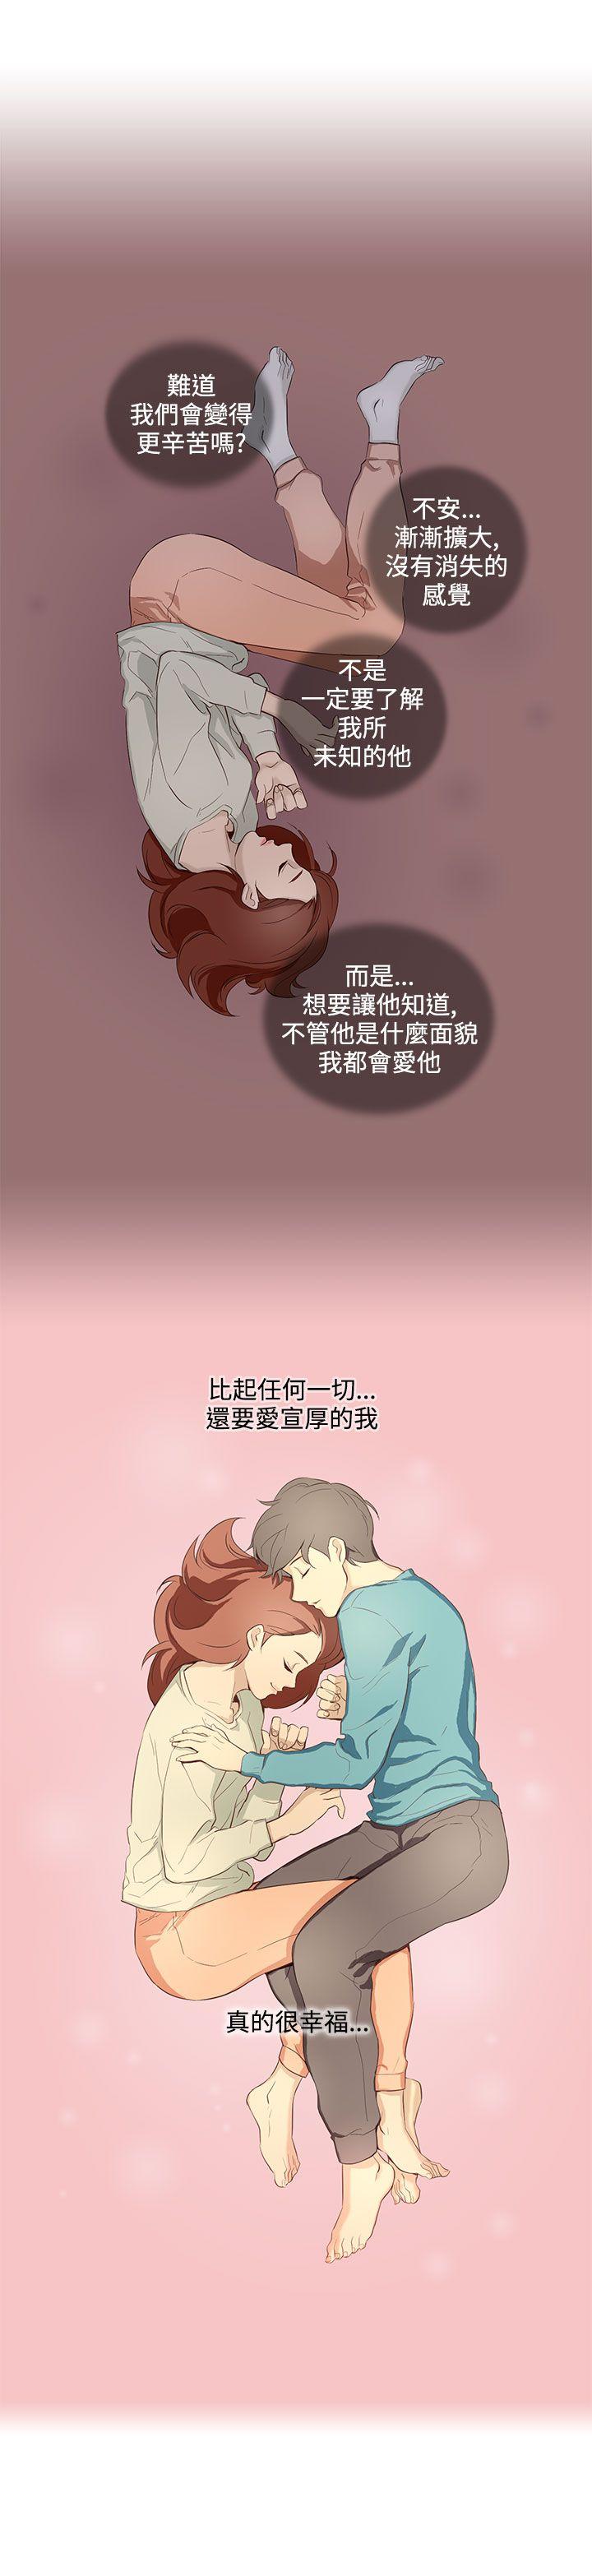 難道
我們會變得
更辛苦嗎?
不安...
漸漸擴大,
沒有消失的
感覺
不是
一定要了解
我所
未知的他
而是...
想要讓他知道,
不管他是什麼面貌
我都會愛他
比起任何一切...
還要愛宣厚的我
真的很幸福...